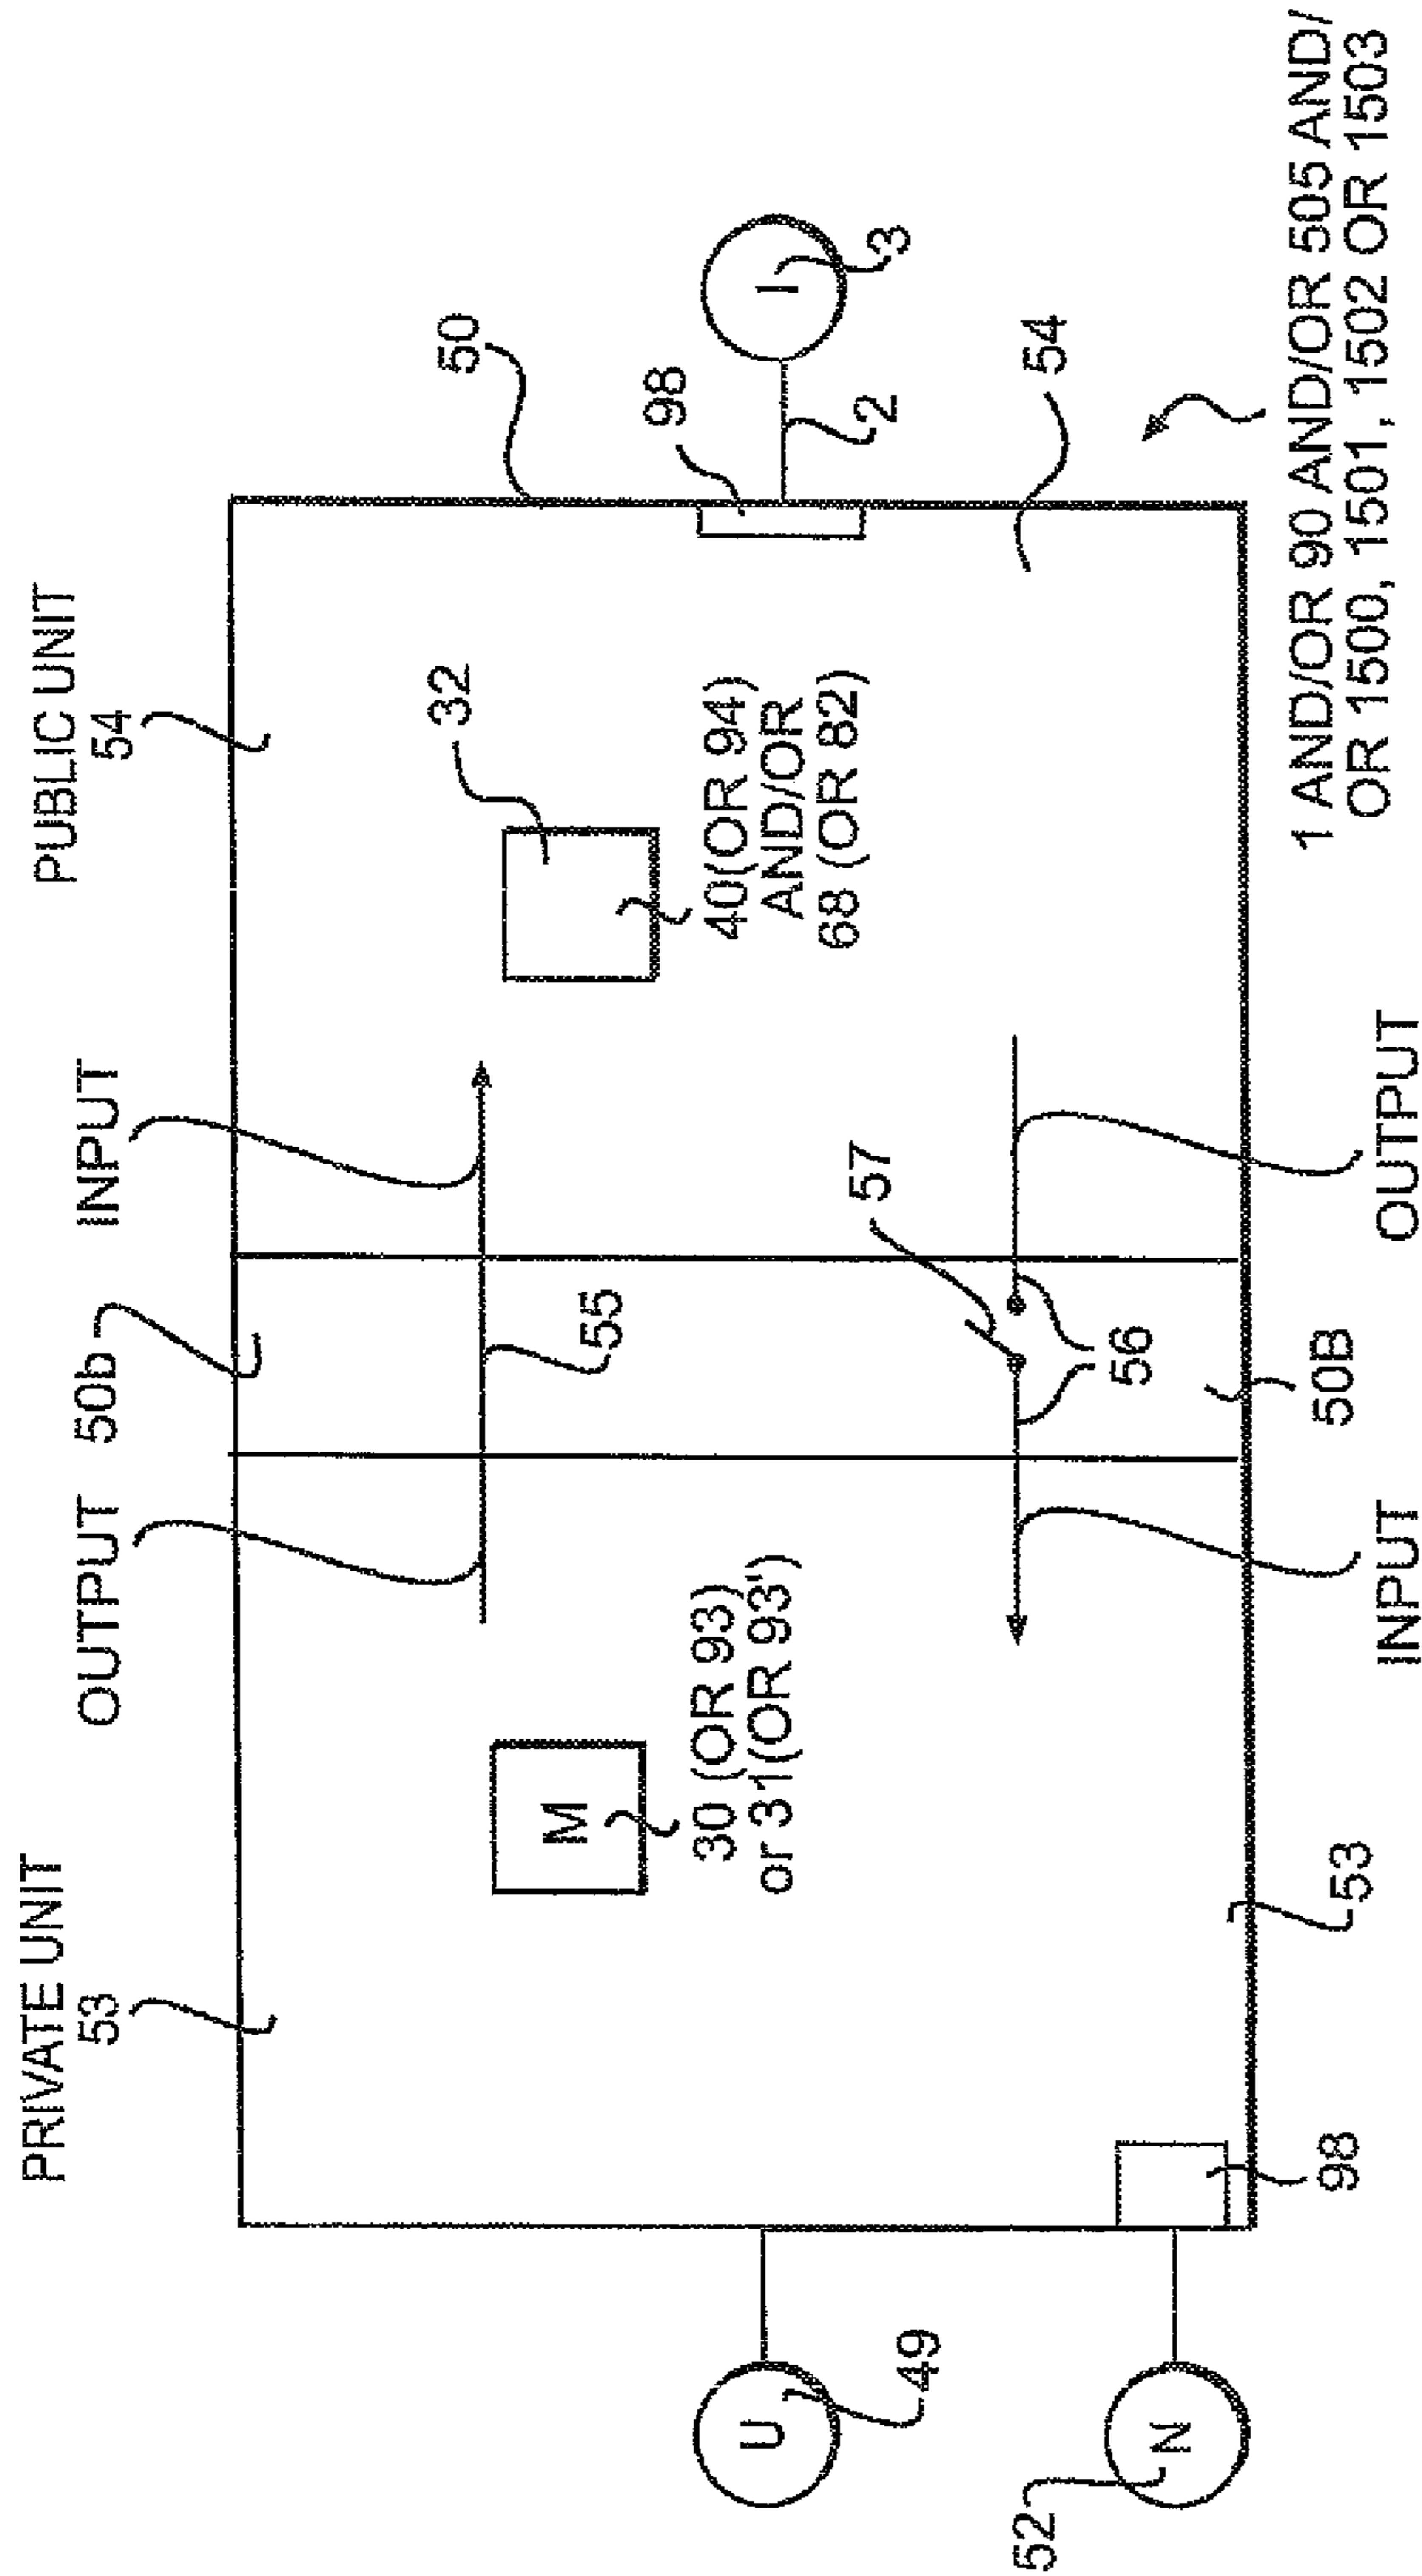 PRIVATE UNIT
53
OUTPUT
50b
INPUT
PUBLIC UNIT
54
M
30 (OR 93)
or 31(OR 93')
55
32
40(OR 94)
AND/OR
68 (OR 82)
50
98
I
3
2
U
49
57
56
54
N
52
98
53
INPUT
50B
OUTPUT
1 AND/OR 90 AND/OR 505 AND/
OR 1500, 1501, 1502 OR 1503